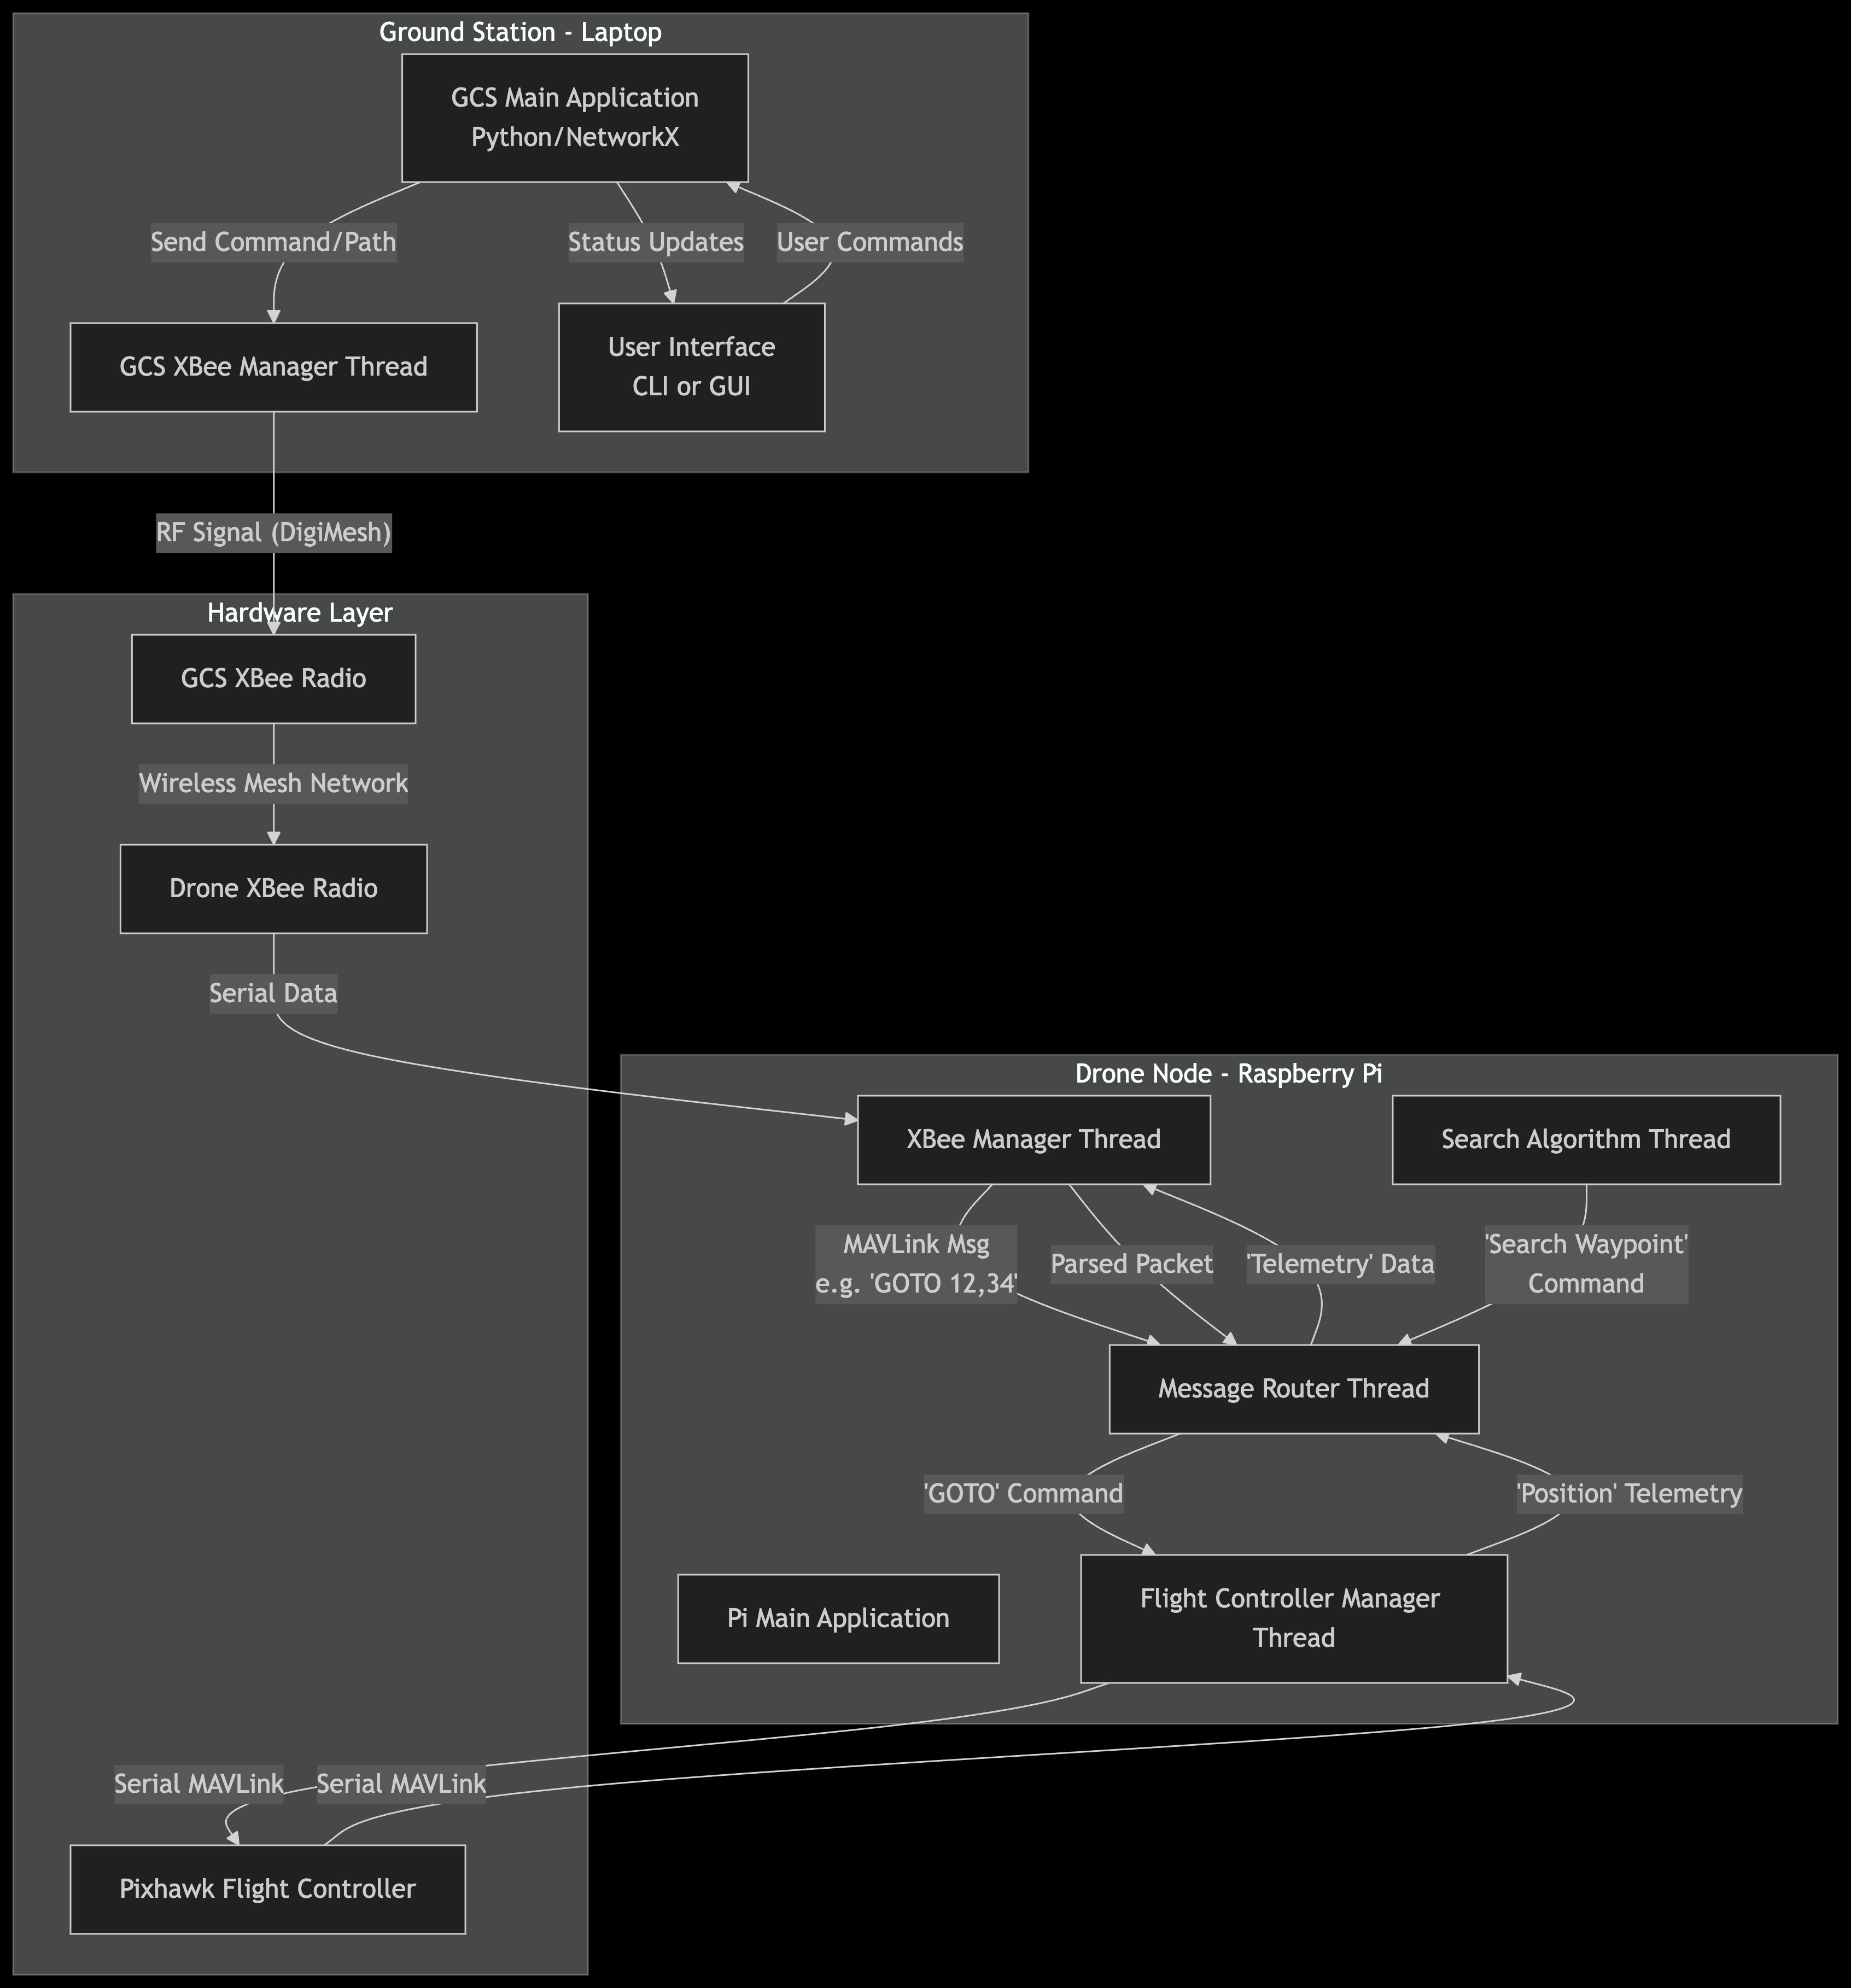 Ground Station - Laptop
GCS Main Application
Python/NetworkX
Send Command/Path
Status Updates
User Commands
GCS XBee Manager Thread
User Interface
CLI or GUI
RF Signal (DigiMesh)
Hardware Layer
GCS XBee Radio
Wireless Mesh Network
Drone XBee Radio
Serial Data
Drone Node - Raspberry Pi
XBee Manager Thread
Search Algorithm Thread
MAVLink Msg
e.g. 'GOTO 12,34'
Parsed Packet
'Telemetry' Data
'Search Waypoint'
Command
Message Router Thread
'GOTO' Command
'Position' Telemetry
Pi Main Application
Flight Controller Manager
Thread
Serial MAVLink
Serial MAVLink
Pixhawk Flight Controller